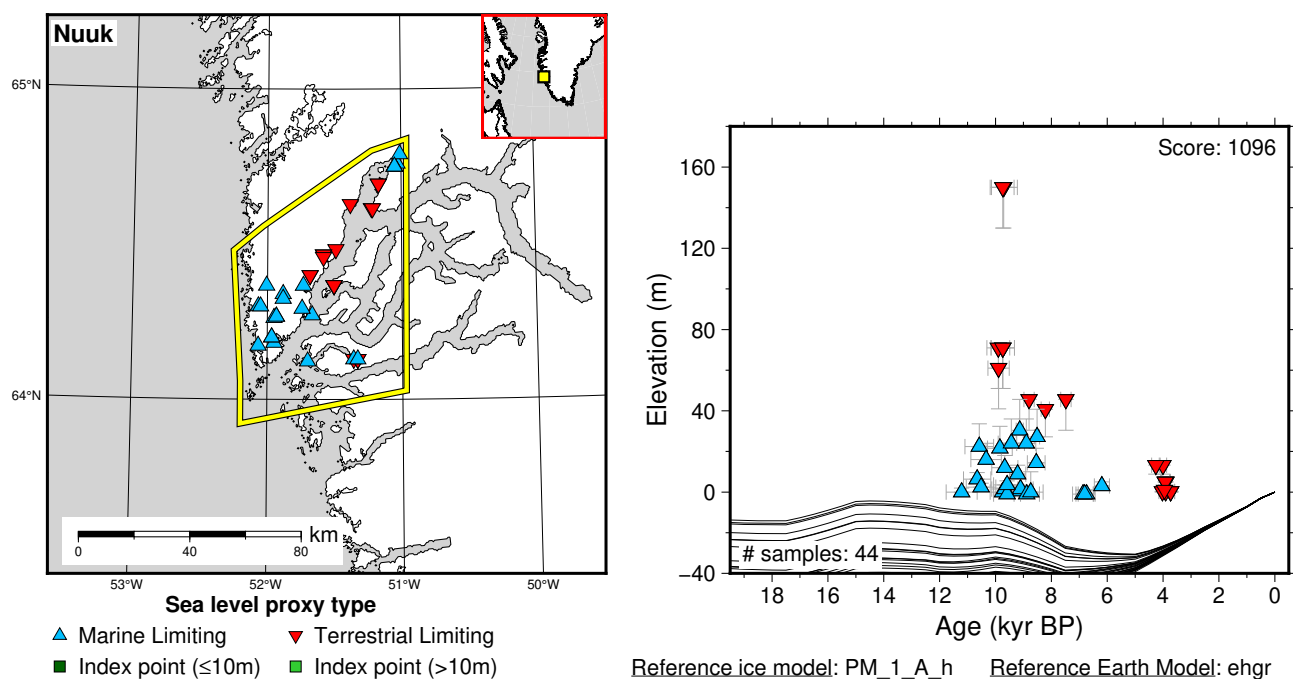 Nuuk
65°N
64°N
km
0 20 40 60 80
53°W 52°W 51°W 50°W
Sea level proxy type
Marine Limiting Terrestrial Limiting
Index point (≤10m) Index point (>10m)
Score: 1096
160
120
80
40
0
−40
Elevation (m)
# samples: 44
18 16 14 12 10 8 6 4 2 0
Age (kyr BP)
Reference ice model: PM_1_A_h Reference Earth Model: ehgr